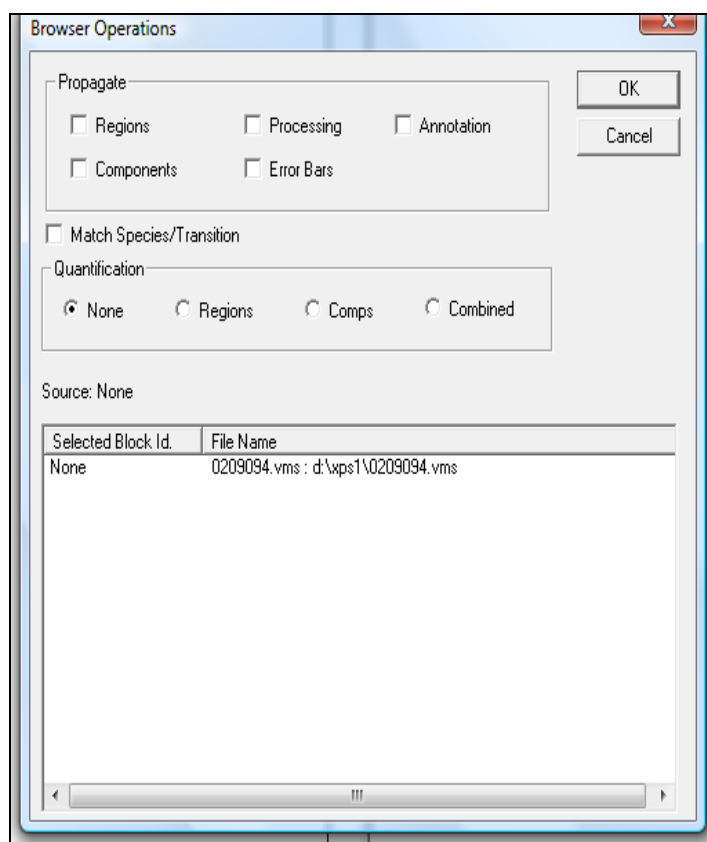 Browser Operations
Propagate
OK
Regions Processing Annotation
Cancel
Components Error Bars
Match Species/Transition
Quantification
None Regions Comps Combined
Source: None
Selected Block Id. File Name
None 0209094.vms : d:\xps1\0209094.vms